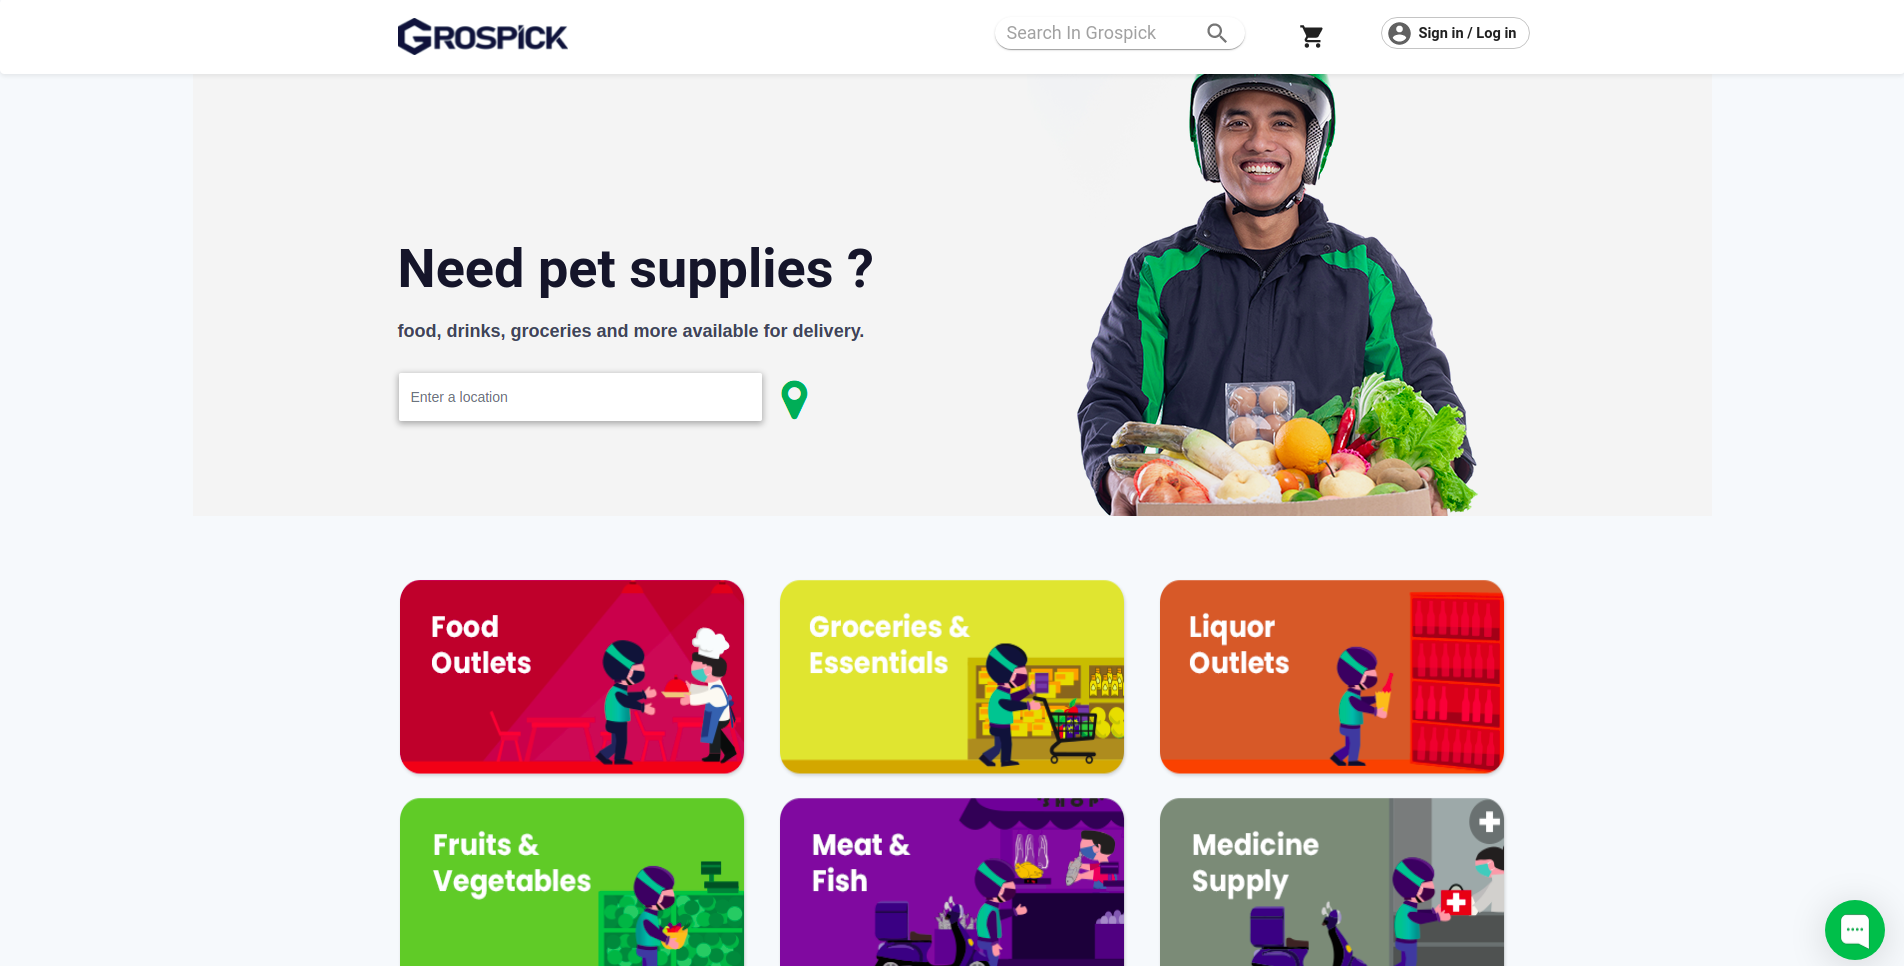 GROSPICK
Search In Grospick
Sign in / Log in
Need pet supplies ?
food, drinks, groceries and more available for delivery.
Enter a location
Food
Outlets
Groceries &
Essentials
Liquor
Outlets
Fruits &
Vegetables
SHOP
Meat &
Fish
Medicine
Supply